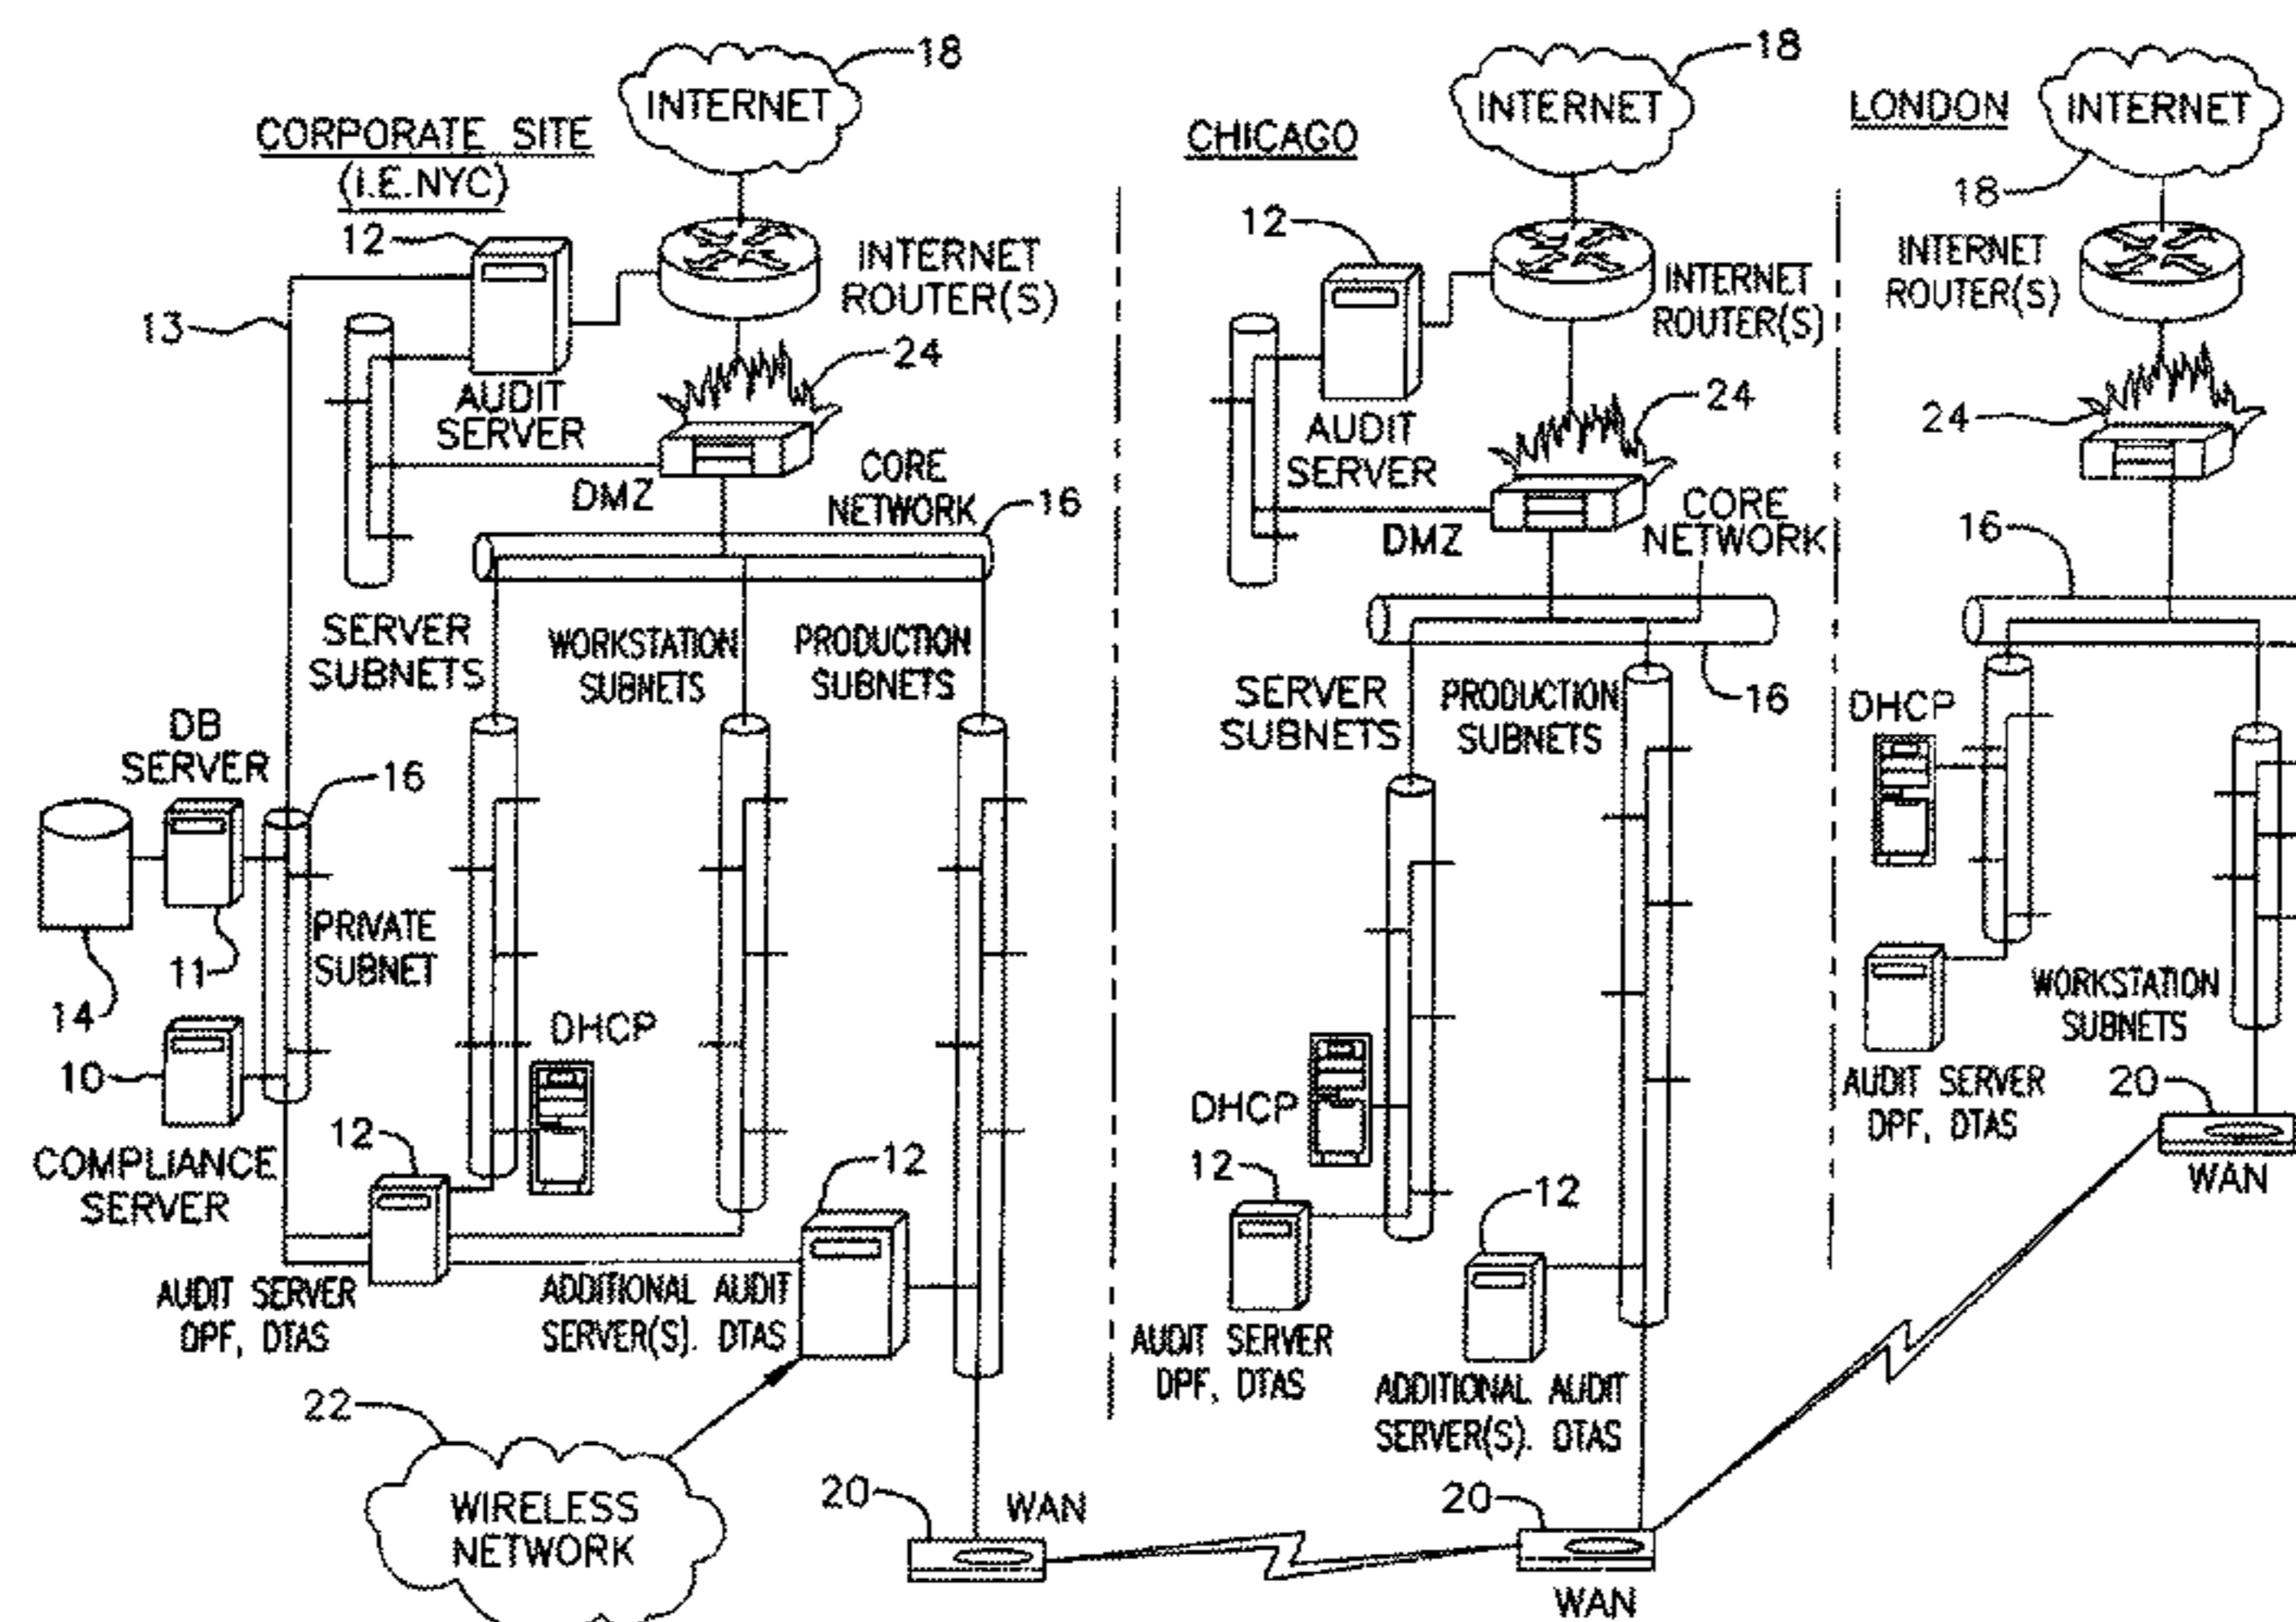 CORPORATE SITE
(I.E.NYC)
INTERNET
18
12
INTERNET
ROUTER(S)
13
AUDIT
SERVER
24
DMZ
CORE
NETWORK
16
SERVER
SUBNETS
WORKSTATION
SUBNETS
PRODUCTION
SUBNETS
DB
SERVER
16
PRIVATE
SUBNET
11
14
10
COMPLIANCE
SERVER
DHCP
12
12
AUDIT SERVER
DPF, DTAS
ADDITIONAL AUDIT
SERVER(S). DTAS
22
WIRELESS
NETWORK
20
WAN
CHICAGO
INTERNET
18
12
INTERNET
ROUTER(S)
AUDIT
SERVER
24
DMZ
CORE
NETWORK
16
SERVER
SUBNETS
PRODUCTION
SUBNETS
DHCP
12
12
AUDIT SERVER
DPF, DTAS
ADDITIONAL AUDIT
SERVER(S). DTAS
20
WAN
LONDON
INTERNET
18
INTERNET
ROUTER(S)
24
16
DHCP
WORKSTATION
SUBNETS
AUDIT SERVER
DPF, DTAS
20
WAN